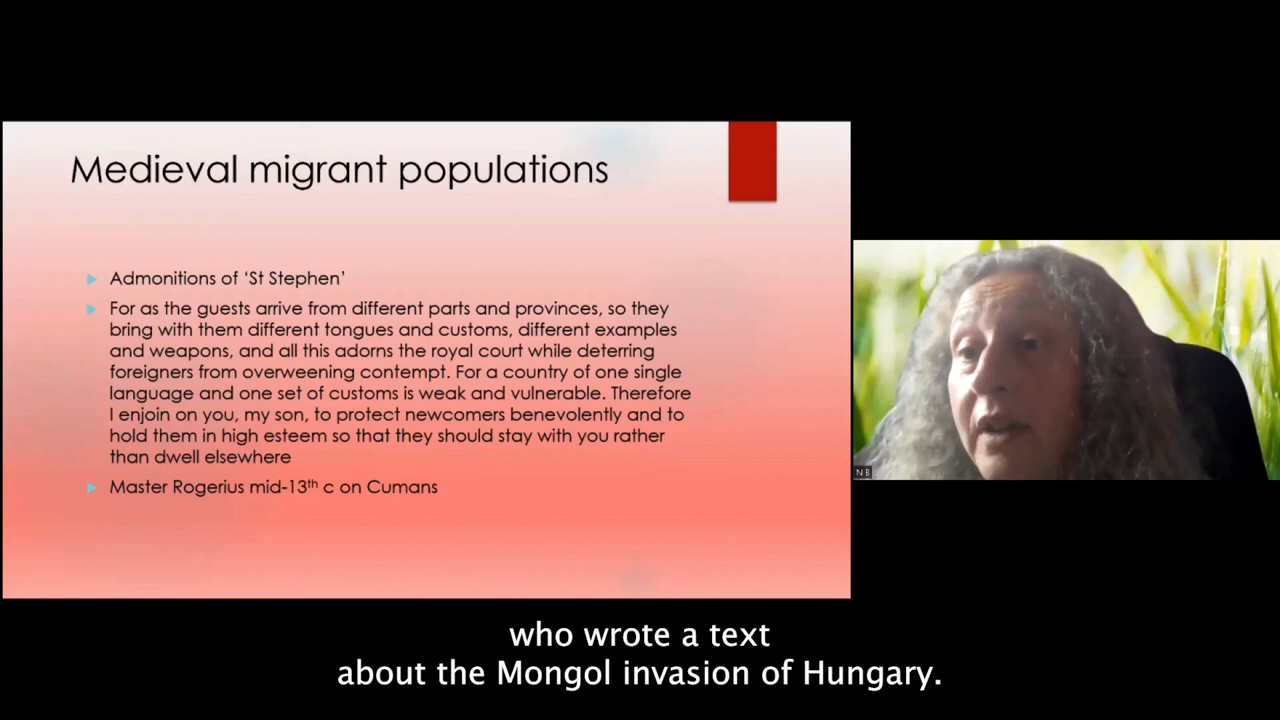 Medieval migrant populations
Admonitions of ‘St Stephen’
For as the guests arrive from different parts and provinces, so they
bring with them different tongues and customs, different examples
and weapons, and all this adorns the royal court while deterring
foreigners from overweening contempt. For a country of one single
language and one set of customs is weak and vulnerable. Therefore
I enjoin on you, my son, to protect newcomers benevolently and to
hold them in high esteem so that they should stay with you rather
than dwell elsewhere
Master Rogerius mid-13th c on Cumans
N B
who wrote a text
about the Mongol invasion of Hungary.